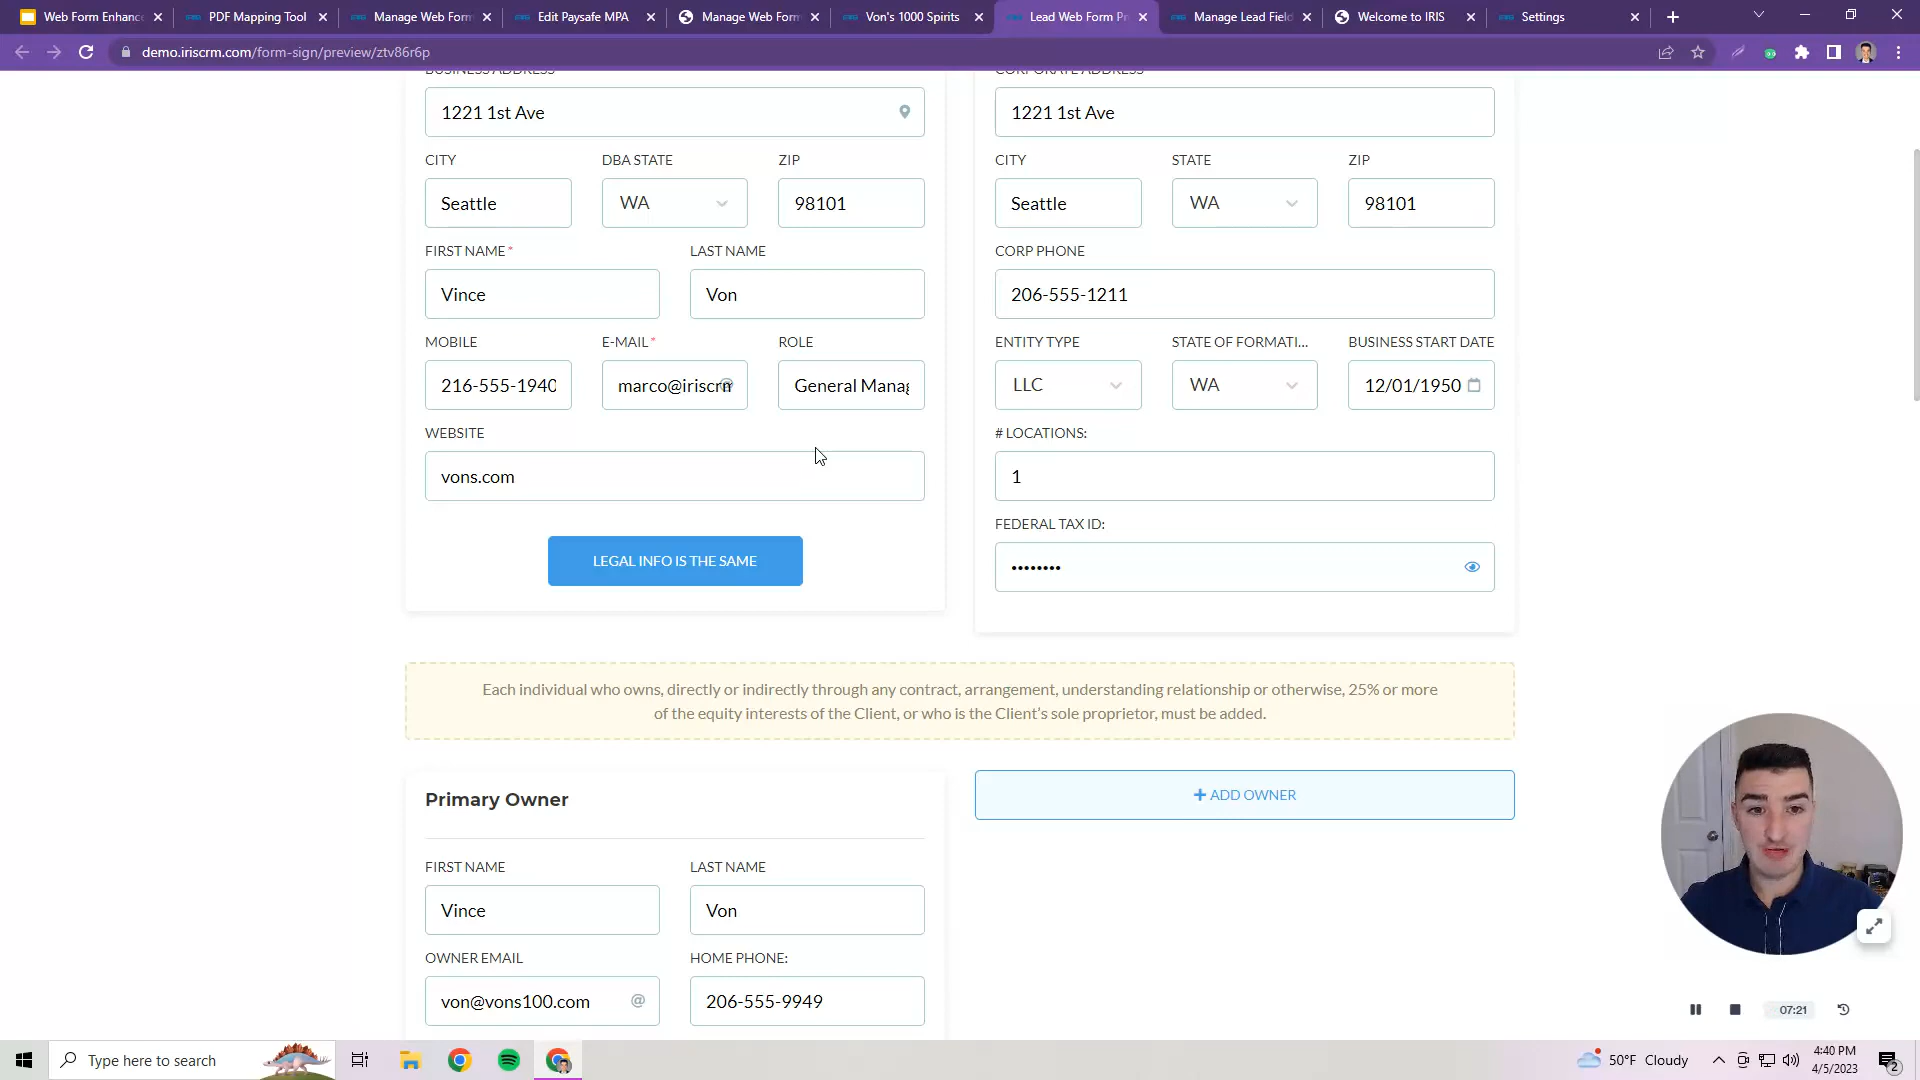 Web Form Enhance
PDF Mapping Tool
Manage Web Form
Edit Paysafe MPA
Manage Web Form
Von's 1000 Spirits
Lead Web Form Pr
Manage Lead Field
Welcome to IRIS
Settings
demo.iriscrm.com/form-sign/preview/ztv86r6p
BUSINESS ADDRESS
CORPORATE ADDRESS
1221 1st Ave
1221 1st Ave
CITY
DBA STATE
ZIP
CITY
STATE
ZIP
Seattle
WA
98101
Seattle
WA
98101
FIRST NAME*
LAST NAME
CORP PHONE
Vince
Von
206-555-1211
MOBILE
E-MAIL*
ROLE
ENTITY TYPE
STATE OF FORMATI...
BUSINESS START DATE
216-555-1940
marco@iriscrm
General Manag
LLC
WA
12/01/1950
WEBSITE
# LOCATIONS:
vons.com
1
FEDERAL TAX ID:
LEGAL INFO IS THE SAME
••••••••
Each individual who owns, directly or indirectly through any contract, arrangement, understanding relationship or otherwise, 25% or more
of the equity interests of the Client, or who is the Client's sole proprietor, must be added.
Primary Owner
+ ADD OWNER
FIRST NAME
LAST NAME
Vince
Von
OWNER EMAIL
HOME PHONE:
von@vons100.com
@
206-555-9949
07:21
Type here to search
50°F Cloudy
4:40 PM
4/5/2023
2